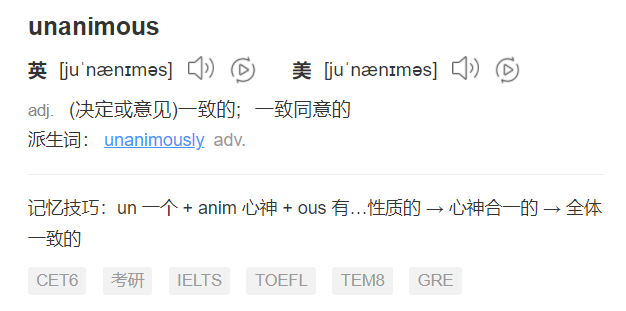 unanimous
英 [juˈnænɪməs] 美 [juˈnænɪməs]
adj. (决定或意见)一致的；一致同意的
派生词： unanimously adv.
记忆技巧：un 一个 + anim 心神 + ous 有…性质的 → 心神合一的 → 全体
一致的
CET6 考研 IELTS TOEFL TEM8 GRE